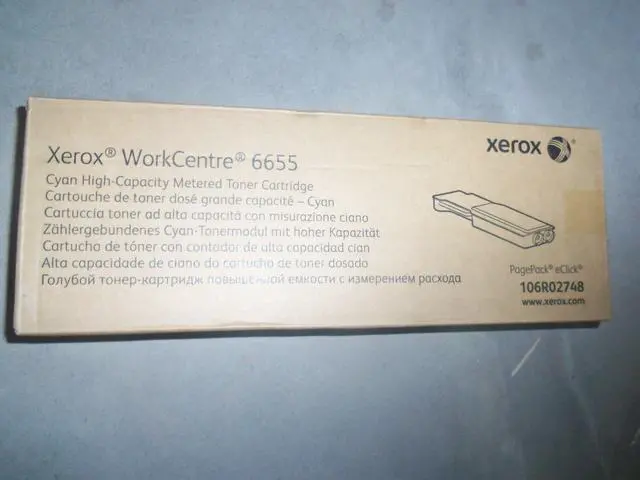 Xerox® WorkCentre® 6655
Cyan High-Capacity Metered Toner Cartridge
Cartouche de toner dosé grande capacité – Cyan
Cartuccia toner ad alta capacità con misurazione ciano
Zählergebundenes Cyan-Tonermodul mit hoher Kapazität
Cartucho de tóner con contador de alta capacidad cian
Alta capacidade de ciano do cartucho de toner dosado
Голубой тонер-картридж повышенной емкости с измерением расхода
xerox
PagePack® eClick®
106R02748
www.xerox.com